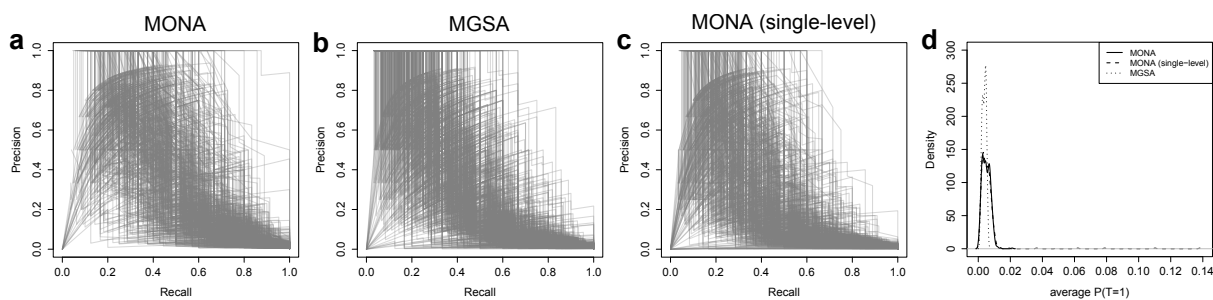 MONA
MGSA
MONA (single-level)
a
b
c
d
Precision
0.0 0.2 0.4 0.6 0.8 1.0
0.0 0.2 0.4 0.6 0.8 1.0
Recall
Precision
0.0 0.2 0.4 0.6 0.8 1.0
0.0 0.2 0.4 0.6 0.8 1.0
Recall
Precision
0.0 0.2 0.4 0.6 0.8 1.0
0.0 0.2 0.4 0.6 0.8 1.0
Recall
Density
0 50 100 150 200 250 300
MONA
MONA (single−level)
MGSA
0.00 0.02 0.04 0.06 0.08 0.10 0.12 0.14
average P(T=1)